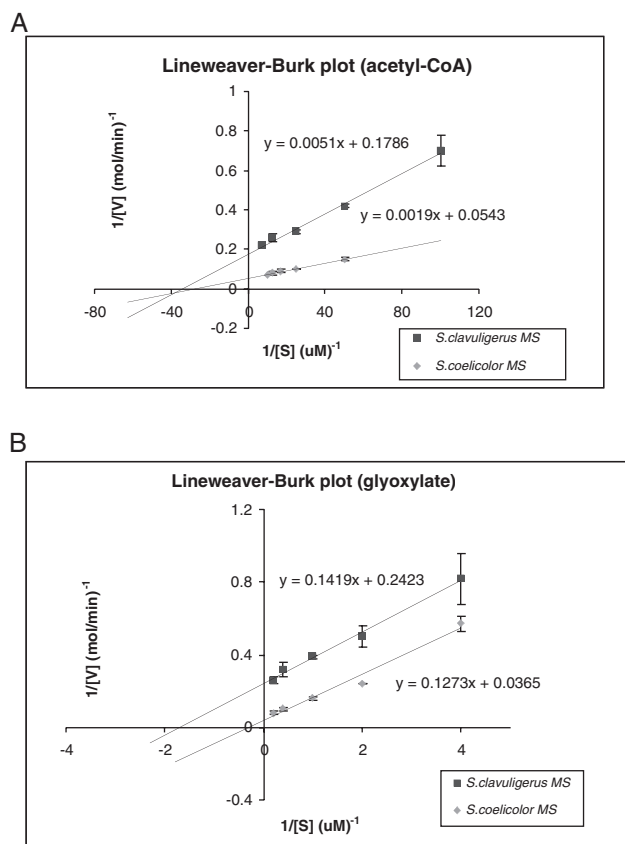 A
Lineweaver-Burk plot (acetyl-CoA)
1/[V] (mol/min)-1
1
0.8
0.6
0.4
0.2
0
-0.2
-80
-40
0
40
80
120
y = 0.0051x + 0.1786
y = 0.0019x + 0.0543
1/[S] (uM)-1
S.clavuligerus MS
S.coelicolor MS
B
Lineweaver-Burk plot (glyoxylate)
1/[V] (mol/min)-1
1.2
0.8
0.4
0
-0.4
-4
-2
0
2
4
y = 0.1419x + 0.2423
y = 0.1273x + 0.0365
1/[S] (uM)-1
S.clavuligerus MS
S.coelicolor MS